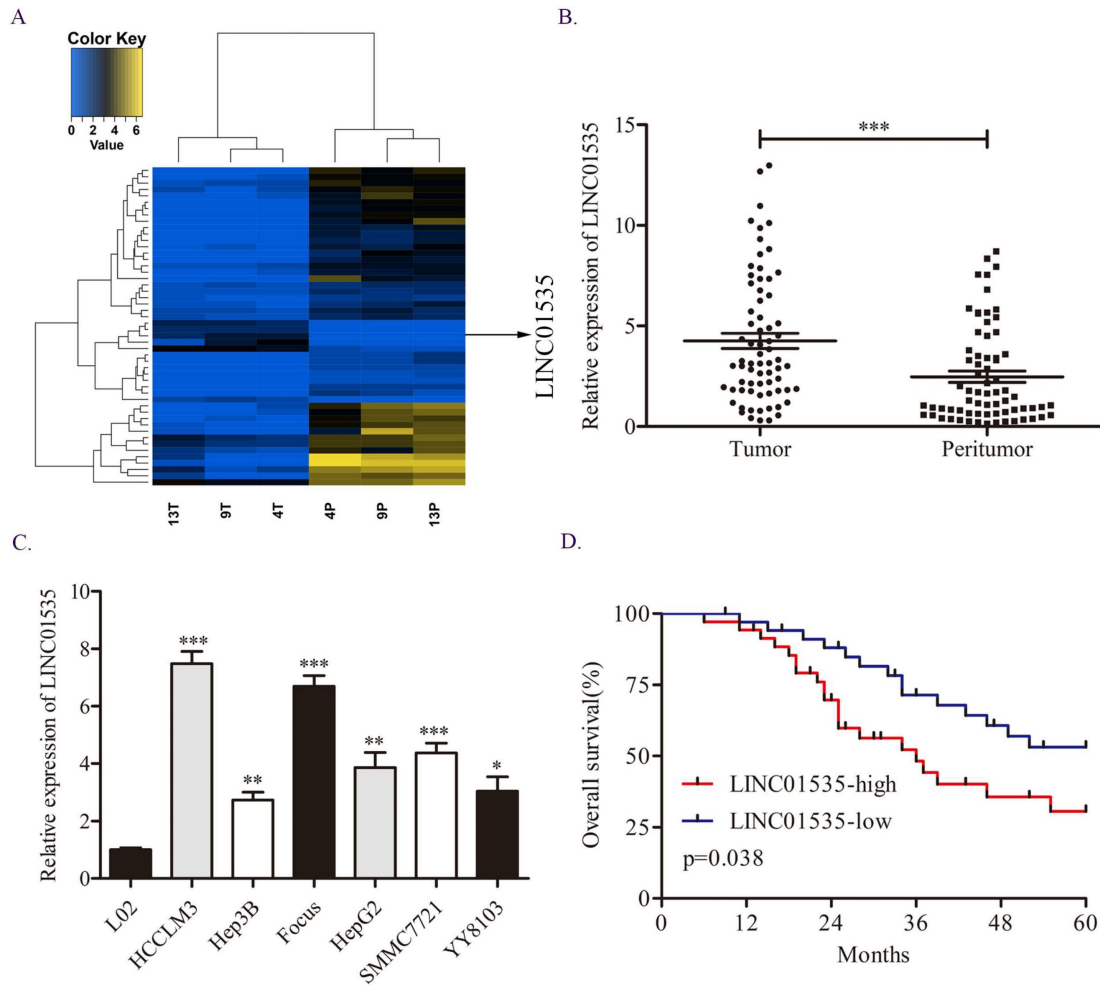 A
Color Key
0 2 4 6
Value
LINC01535
13T 9T 4T 4P 9P 13P
B.
Relative expression of LINC01535
15
10
5
0
***
Tumor Peritumor
C.
Relative expression of LINC01535
10
8
6
4
2
0
*** ** *** ** *** *
L02 HCCLM3 Hep3B Focus HepG2 SMMC7721 YY8103
D.
Overall survival(%)
100
75
50
25
0
LINC01535-high
LINC01535-low
p=0.038
0 12 24 36 48 60
Months